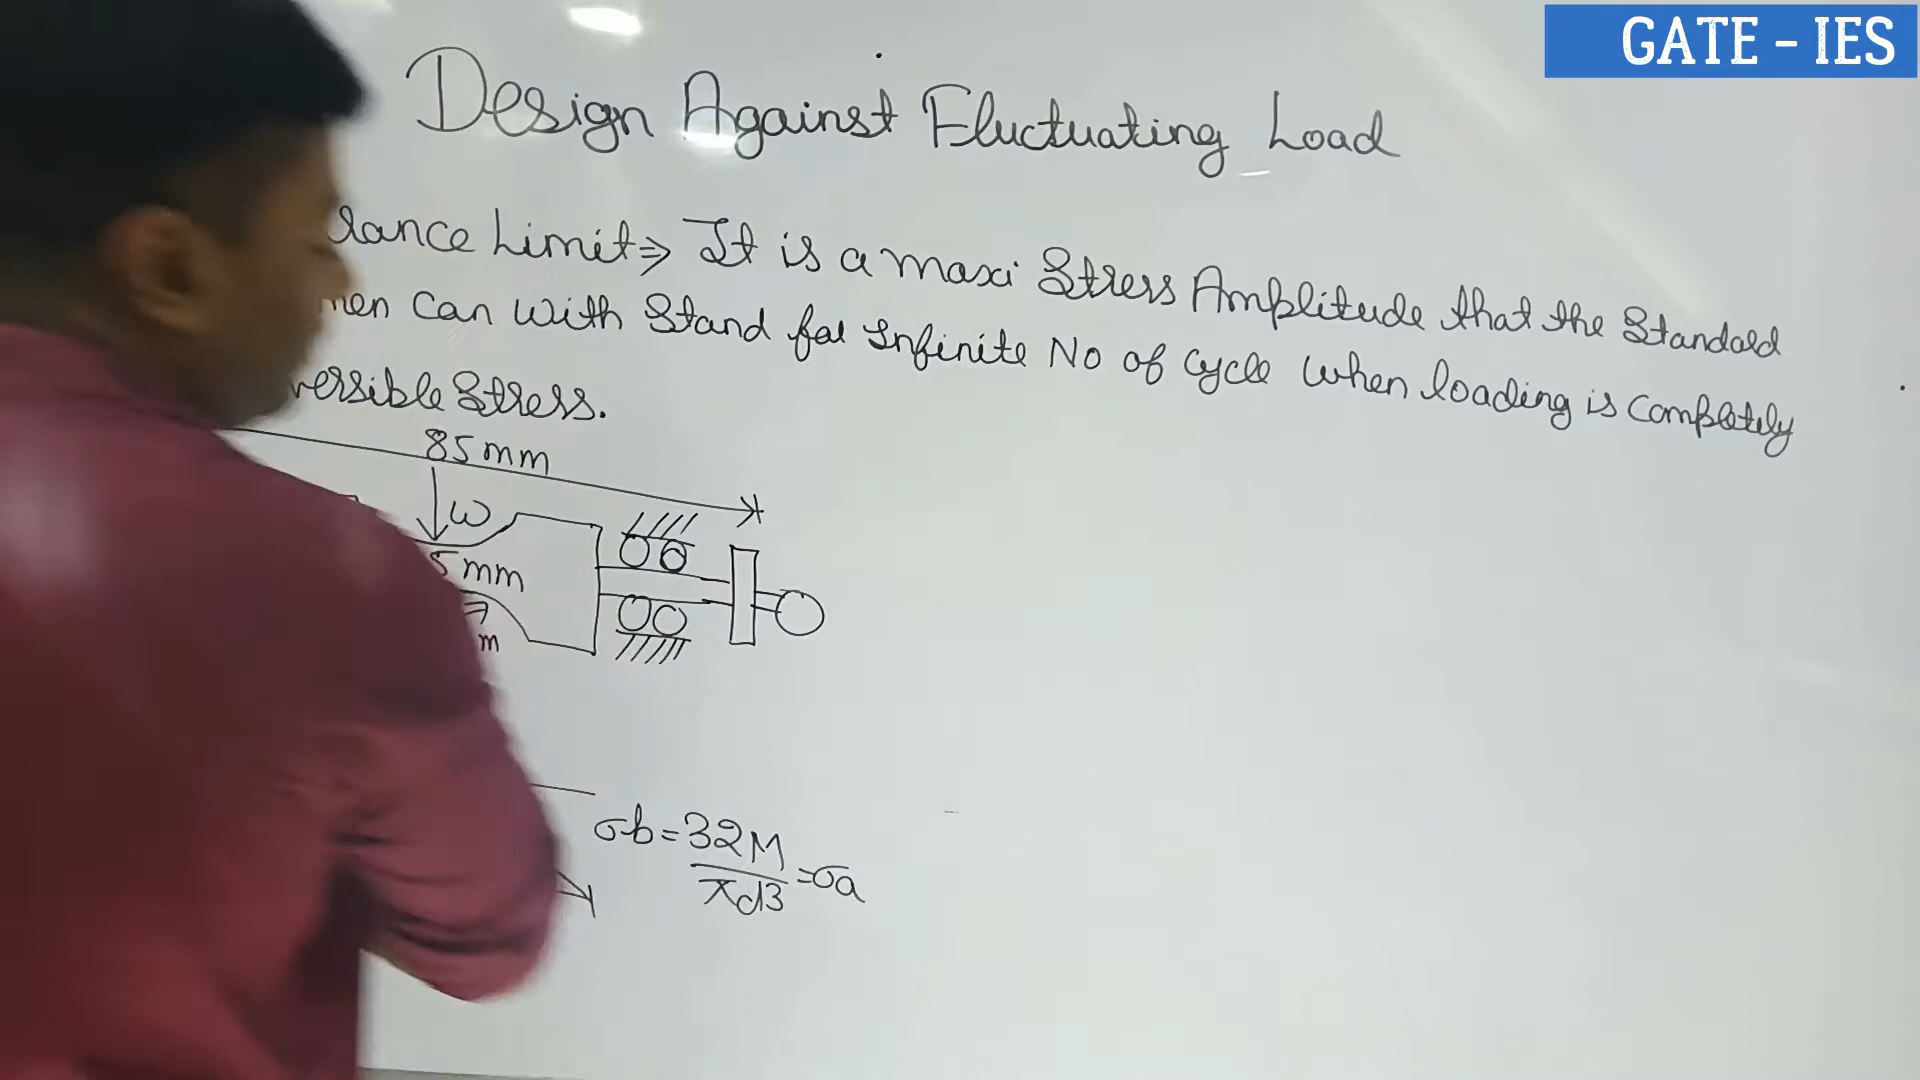 GATE - IES
Design Against Fluctuating Load
Limit⇒ It is a maxi Stress Amplitude that the Standard
men Can With Stand for Infinite No of Cycle When loading is Completely
versible Stress.
85 mm
W
5 mm
m
σb = 32M/πd3 = σa